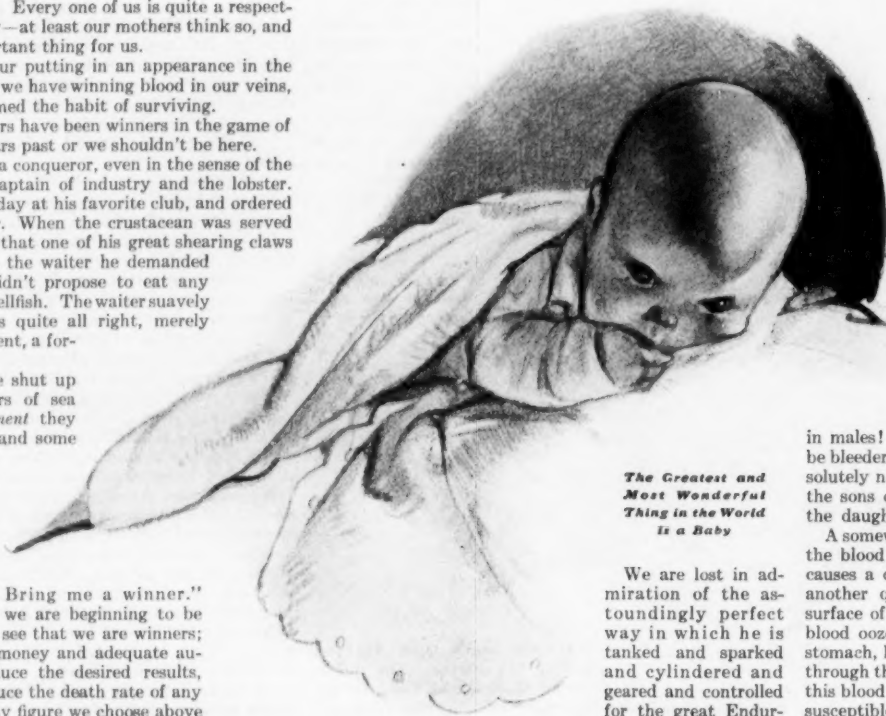 Every one of us is quite a respect-
—at least our mothers think so, and
tant thing for us.
ur putting in an appearance in the
we have winning blood in our veins,
med the habit of surviving.
rs have been winners in the game of
rs past or we shouldn't be here.
a conqueror, even in the sense of the
aptain of industry and the lobster.
day at his favorite club, and ordered
. When the crustacean was served
that one of his great shearing claws
the waiter he demanded
idn't propose to eat any
ellfish. The waiter suavely
s quite all right, merely
ent, a for-
e shut up
rs of sea
ment they
and some
Bring me a winner."
we are beginning to be
see that we are winners;
money and adequate au-
uce the desired results,
uce the death rate of any
y figure we choose above
The Greatest and
Most Wonderful
Thing in the World
Is a Baby
We are lost in ad-
miration of the as-
toundingly perfect
way in which he is
tanked and sparked
and cylindered and
geared and controlled
for the great Endur-
in males!
be bleeder
solutely n
the sons
the daugh
A somew
the blood
causes a
another
surface of
blood ooz
stomach,
through th
this blood
susceptibl